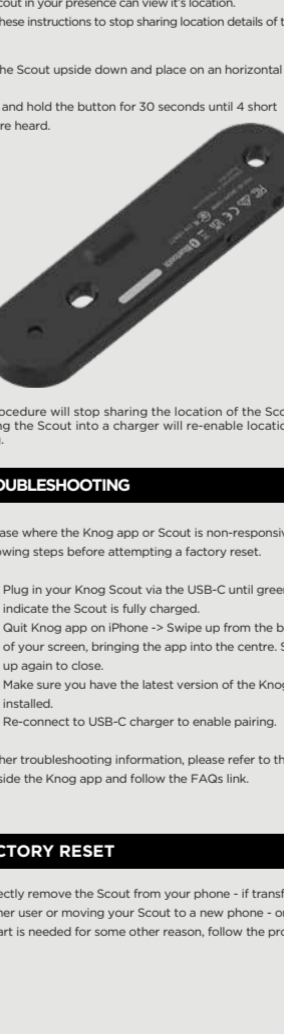 cout in your presence can view it's location.
hese instructions to stop sharing location details of t
he Scout upside down and place on an horizontal
and hold the button for 30 seconds until 4 short
re heard.
Bluetooth
ocedure will stop sharing the location of the Sco
ng the Scout into a charger will re-enable locatio
.
OUBLESHOOTING
ase where the Knog app or Scout is non-responsiv
owing steps before attempting a factory reset.
Plug in your Knog Scout via the USB-C until gree
indicate the Scout is fully charged.
Quit Knog app on iPhone -> Swipe up from the b
of your screen, bringing the app into the centre. S
up again to close.
Make sure you have the latest version of the Knog
installed.
Re-connect to USB-C charger to enable pairing.
her troubleshooting information, please refer to th
side the Knog app and follow the FAQs link.
CTORY RESET
ectly remove the Scout from your phone - if transf
her user or moving your Scout to a new phone - or
art is needed for some other reason, follow the pro